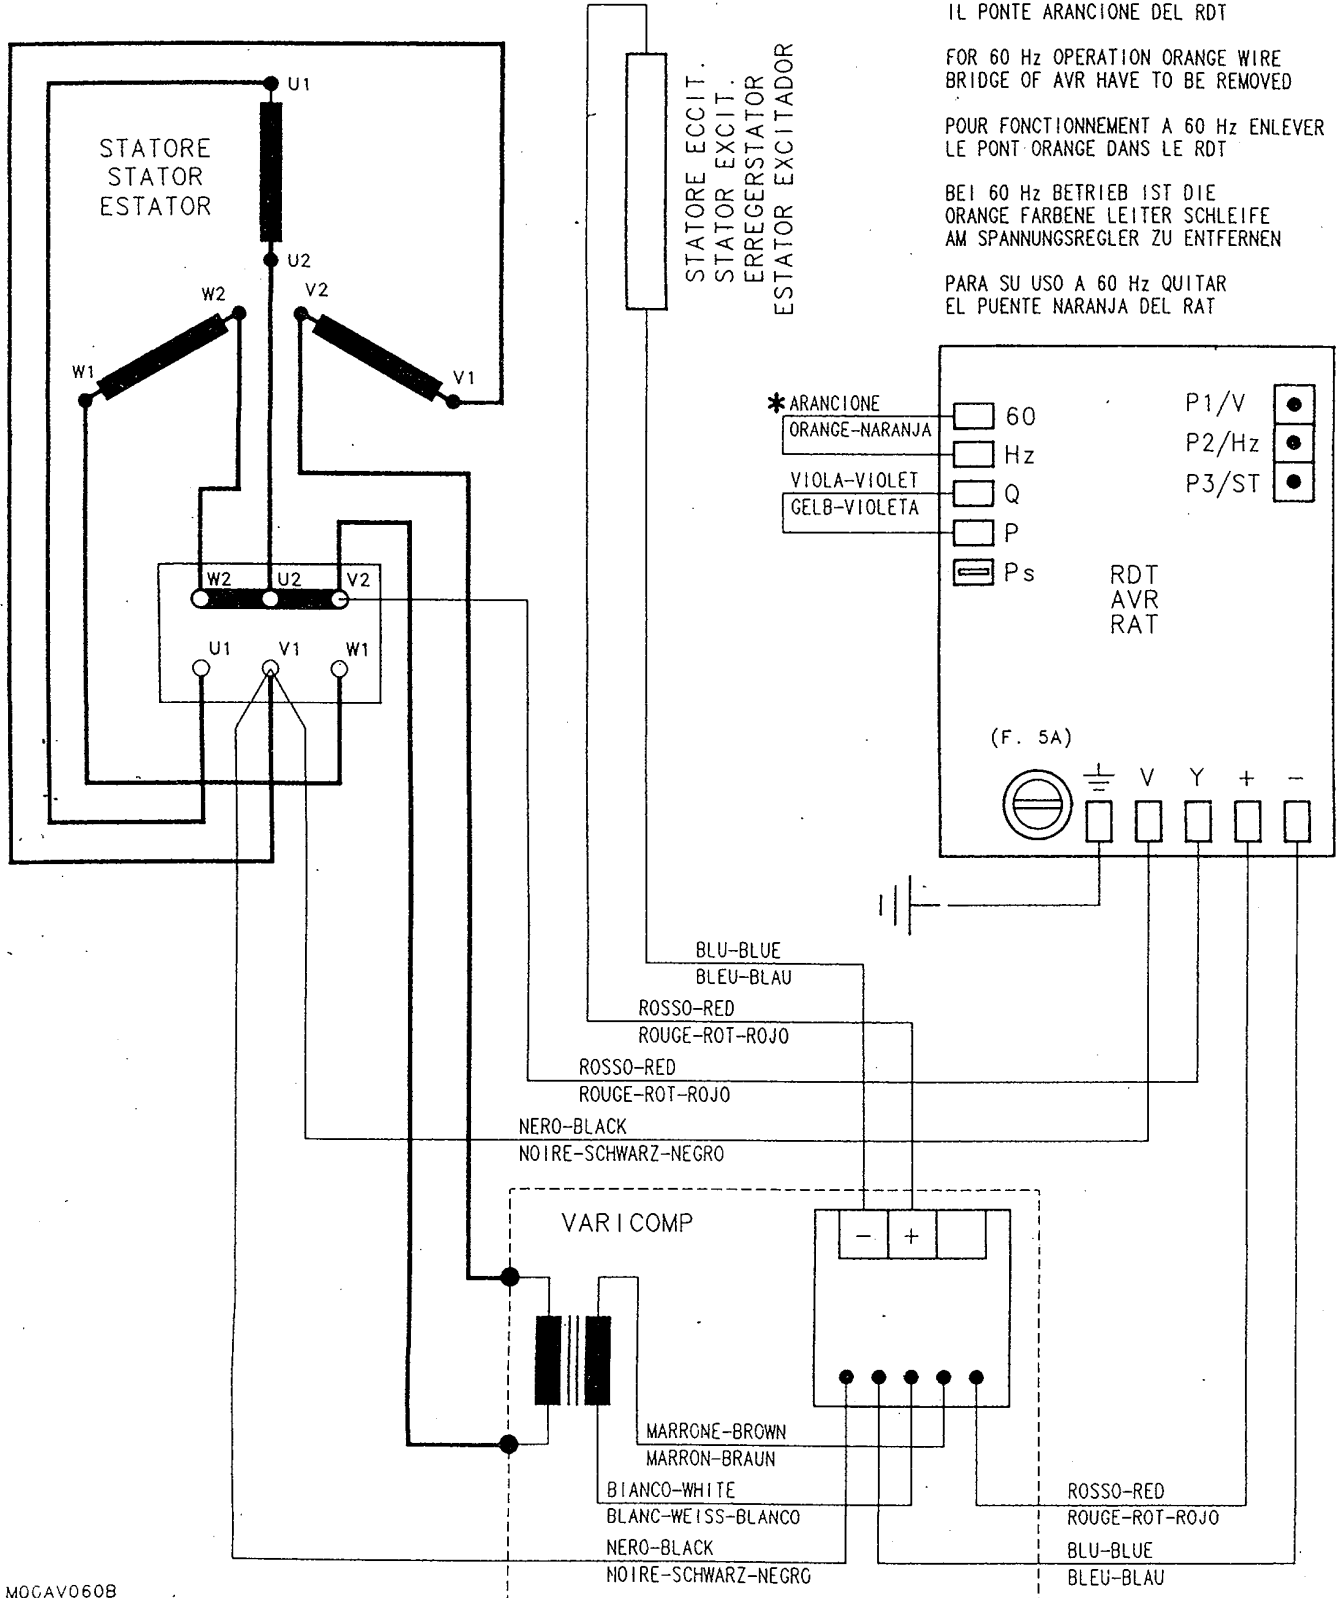 IL PONTE ARANCIONE DEL RDT
FOR 60 Hz OPERATION ORANGE WIRE
BRIDGE OF AVR HAVE TO BE REMOVED
POUR FONCTIONNEMENT A 60 Hz ENLEVER
LE PONT ORANGE DANS LE RDT
BEI 60 Hz BETRIEB IST DIE
ORANGE FARBENE LEITER SCHLEIFE
AM SPANNUNGSREGLER ZU ENTFERNEN
PARA SU USO A 60 Hz QUITAR
EL PUENTE NARANJA DEL RAT
STATORE
STATOR
ESTATOR
U1
U2
W2
V2
W1
V1
STATORE ECCIT.
STATOR EXCIT.
ERREGERSTATOR
ESTATOR EXCITADOR
* ARANCIONE
ORANGE-NARANJA
VIOLA-VIOLET
GELB-VIOLETA
60
Hz
Q
P
Ps
P1/V
P2/Hz
P3/ST
RDT
AVR
RAT
(F. 5A)
V Y + -
W2 U2 V2
U1 V1 W1
BLU-BLUE
BLEU-BLAU
ROSSO-RED
ROUGE-ROT-ROJO
ROSSO-RED
ROUGE-ROT-ROJO
NERO-BLACK
NOIRE-SCHWARZ-NEGRO
VARICOMP
- +
MARRONE-BROWN
MARRON-BRAUN
BIANCO-WHITE
BLANC-WEISS-BLANCO
NERO-BLACK
NOIRE-SCHWARZ-NEGRO
ROSSO-RED
ROUGE-ROT-ROJO
BLU-BLUE
BLEU-BLAU